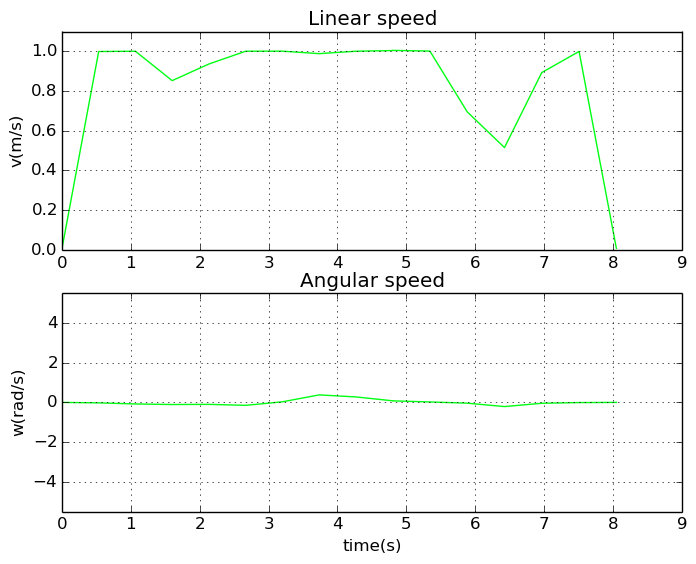 Linear speed
1.0
0.8
0.6
0.4
0.2
0.0
v(m/s)
0 1 2 3 4 5 6 7 8 9
Angular speed
4
2
0
−2
−4
w(rad/s)
0 1 2 3 4 5 6 7 8 9
time(s)